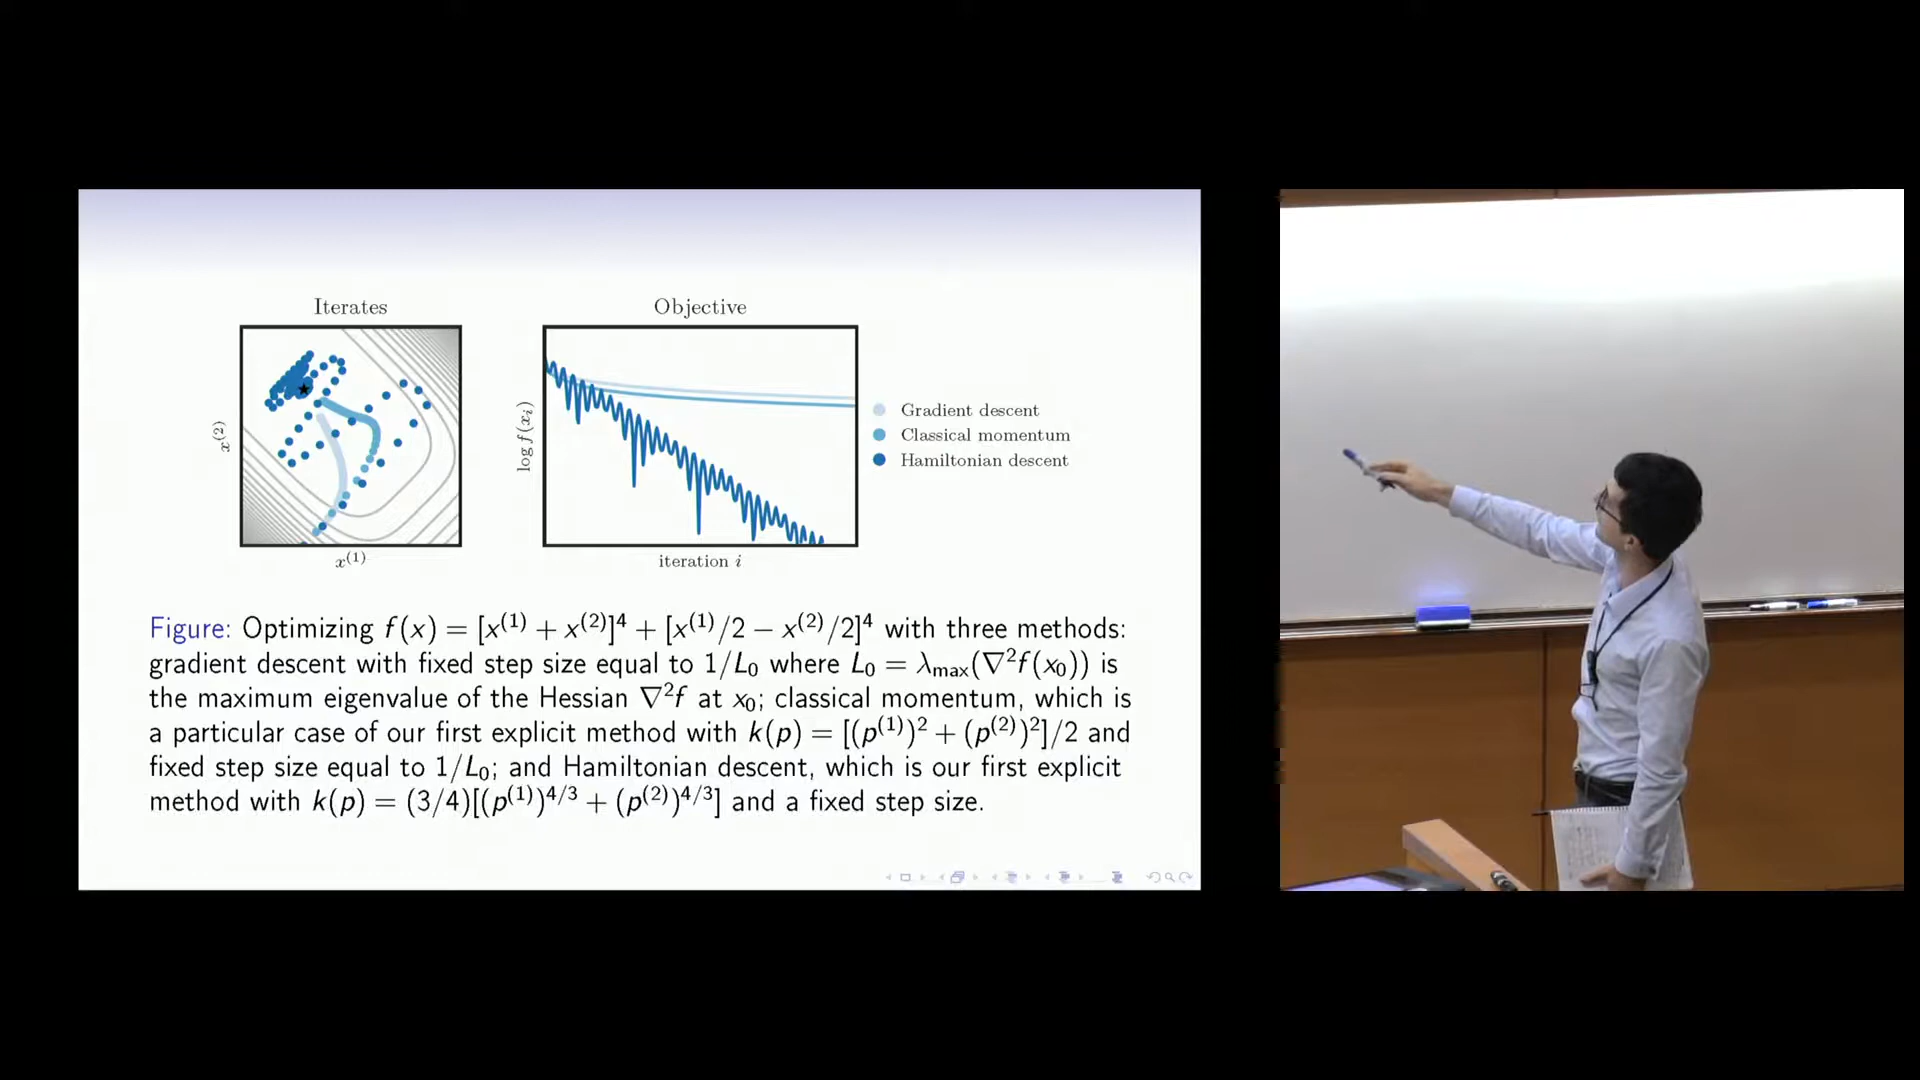 Iterates
Objective
x^(2)
x^(1)
log f(x_i)
iteration i
Gradient descent
Classical momentum
Hamiltonian descent
Figure: Optimizing f(x) = [x^(1) + x^(2)]^4 + [x^(1)/2 − x^(2)/2]^4 with three methods:
gradient descent with fixed step size equal to 1/L_0 where L_0 = λ_max(∇²f(x_0)) is
the maximum eigenvalue of the Hessian ∇²f at x_0; classical momentum, which is
a particular case of our first explicit method with k(p) = [(p^(1))^2 + (p^(2))^2]/2 and
fixed step size equal to 1/L_0; and Hamiltonian descent, which is our first explicit
method with k(p) = (3/4)[(p^(1))^4/3 + (p^(2))^4/3] and a fixed step size.